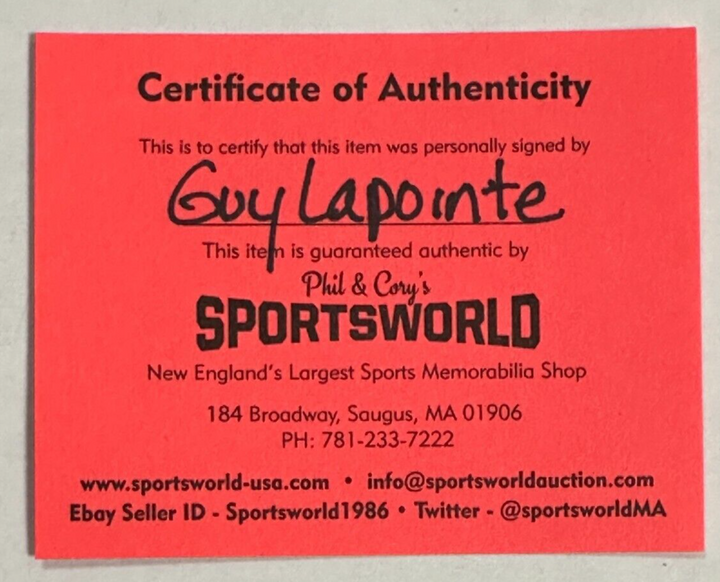 Certificate of Authenticity
This is to certify that this item was personally signed by
Guy Lapointe
This item is guaranteed authentic by
Phil & Cory's
SPORTSWORLD
New England's Largest Sports Memorabilia Shop
184 Broadway, Saugus, MA 01906
PH: 781-233-7222
www.sportsworld-usa.com • info@sportsworldauction.com
Ebay Seller ID - Sportsworld1986 • Twitter - @sportsworldMA